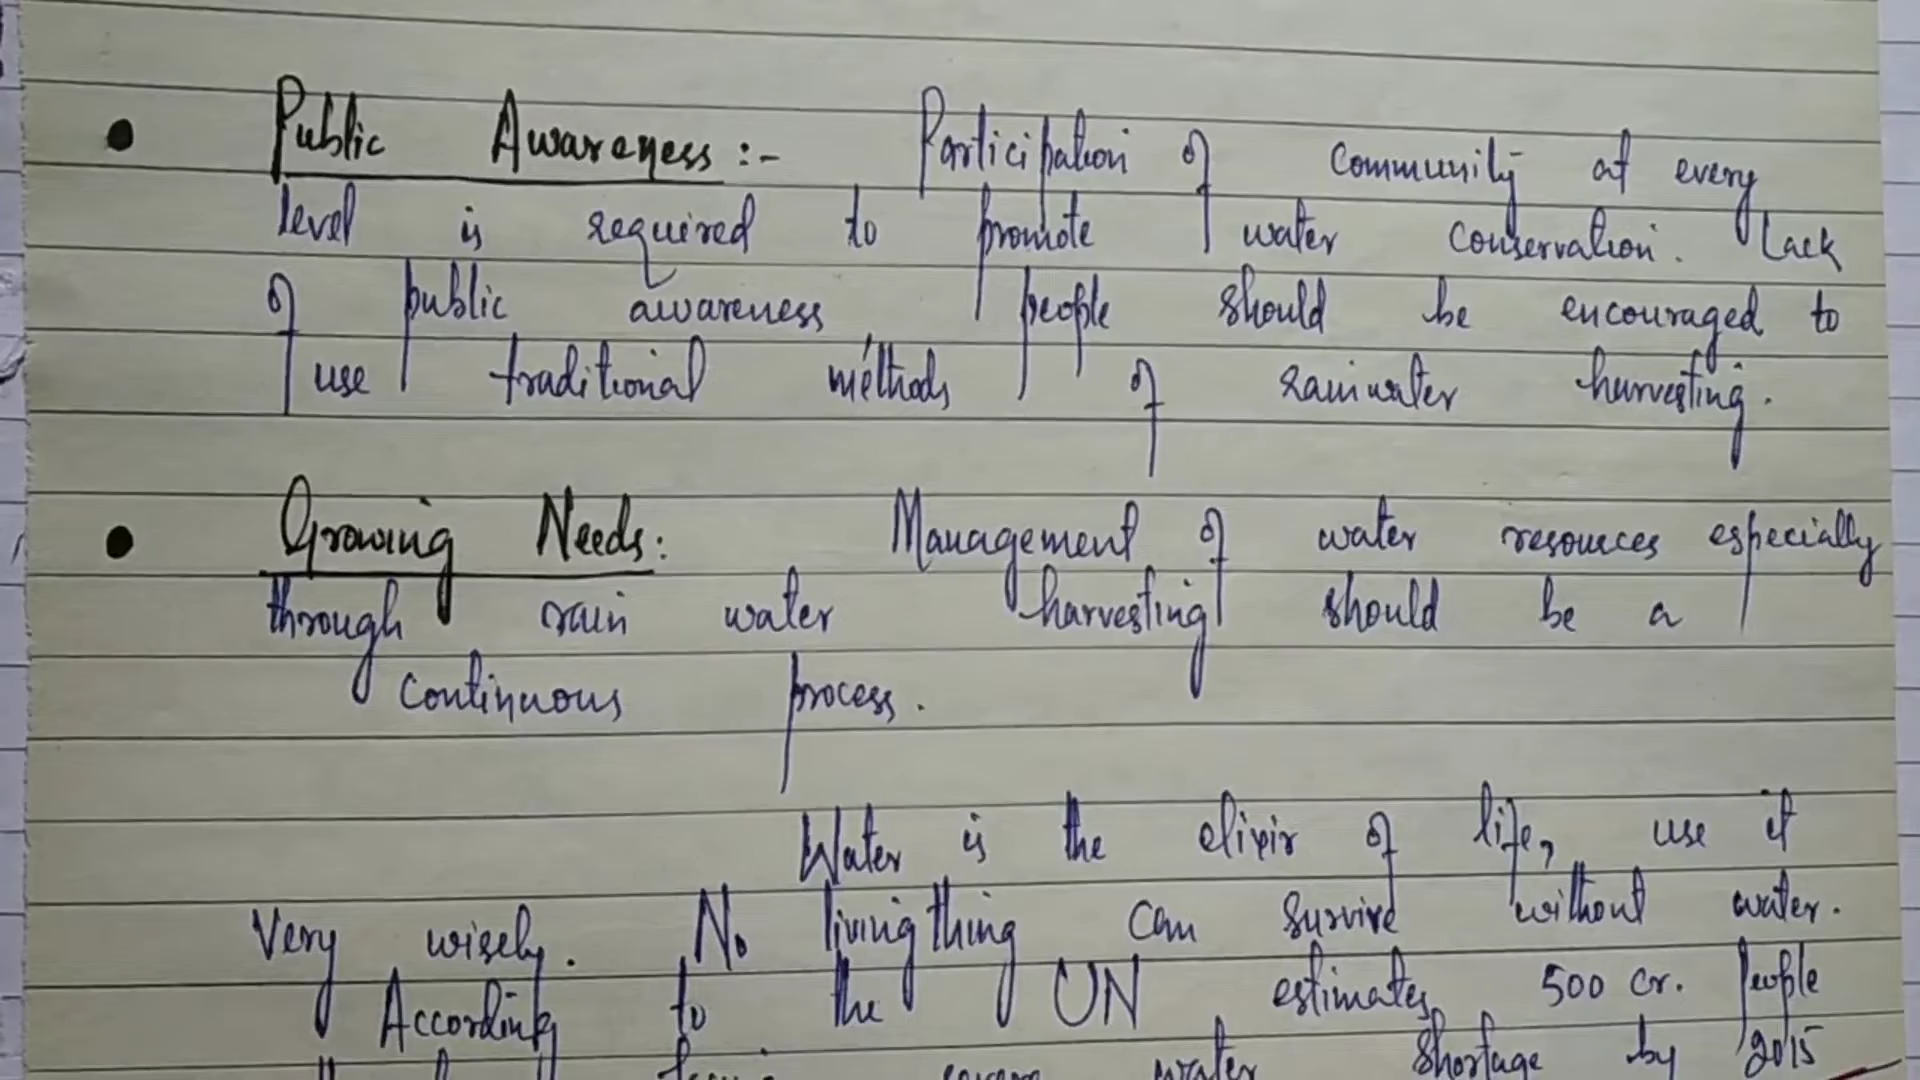 • Public Awareness :- Participation of Community at every
level is required to promote water conservation. Lack
of public awareness people should be encouraged to
use traditional methods of rainwater harvesting.
• Growing Needs: Management of water resources especially
through rain water harvesting should be a
continuous process.
Water is the elixir of life, use it
Very wisely. No living thing can survive without water.
According to the UN estimates, 500 cr. People
water shortage by 2015